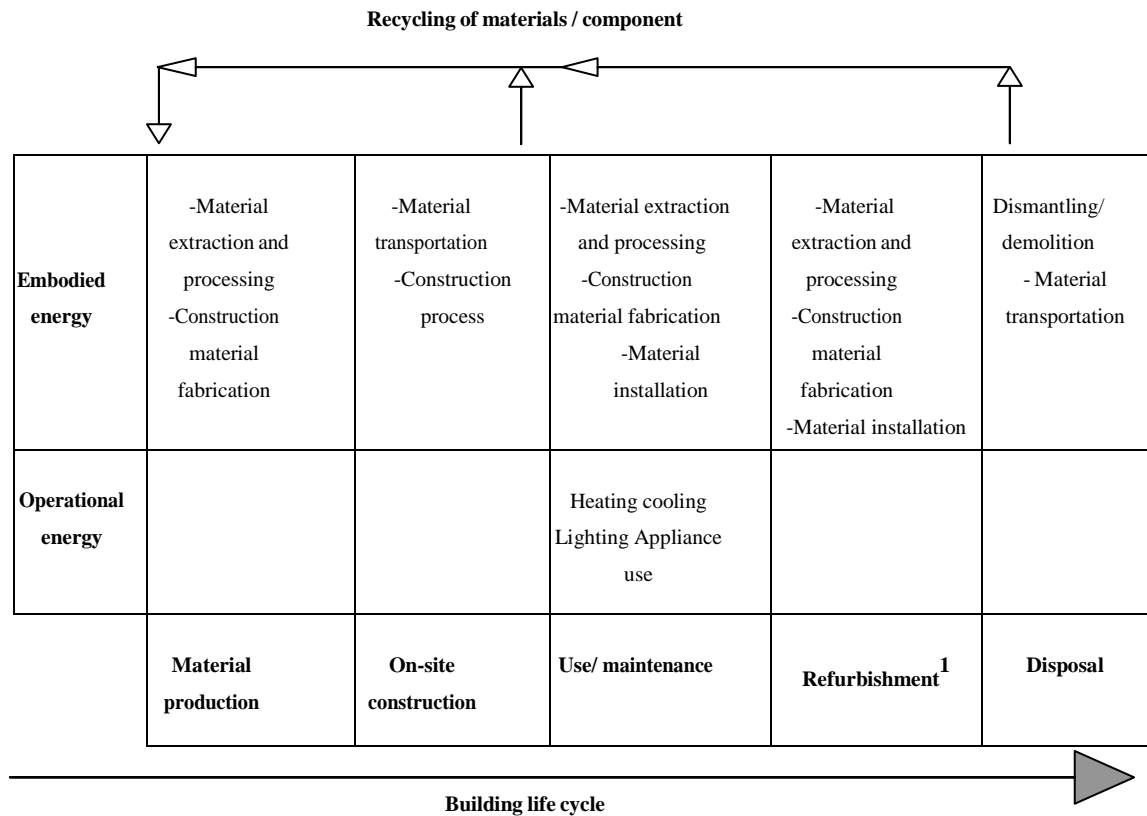 Recycling of materials / component
Embodied
energy
-Material
extraction and
processing
-Construction
material
fabrication
-Material
transportation
-Construction
process
-Material extraction
and processing
-Construction
material fabrication
-Material
installation
-Material
extraction and
processing
-Construction
material
fabrication
-Material installation
Dismantling/
demolition
- Material
transportation
Operational
energy
Heating cooling
Lighting Appliance
use
Material
production
On-site
construction
Use/ maintenance
Refurbishment1
Disposal
Building life cycle